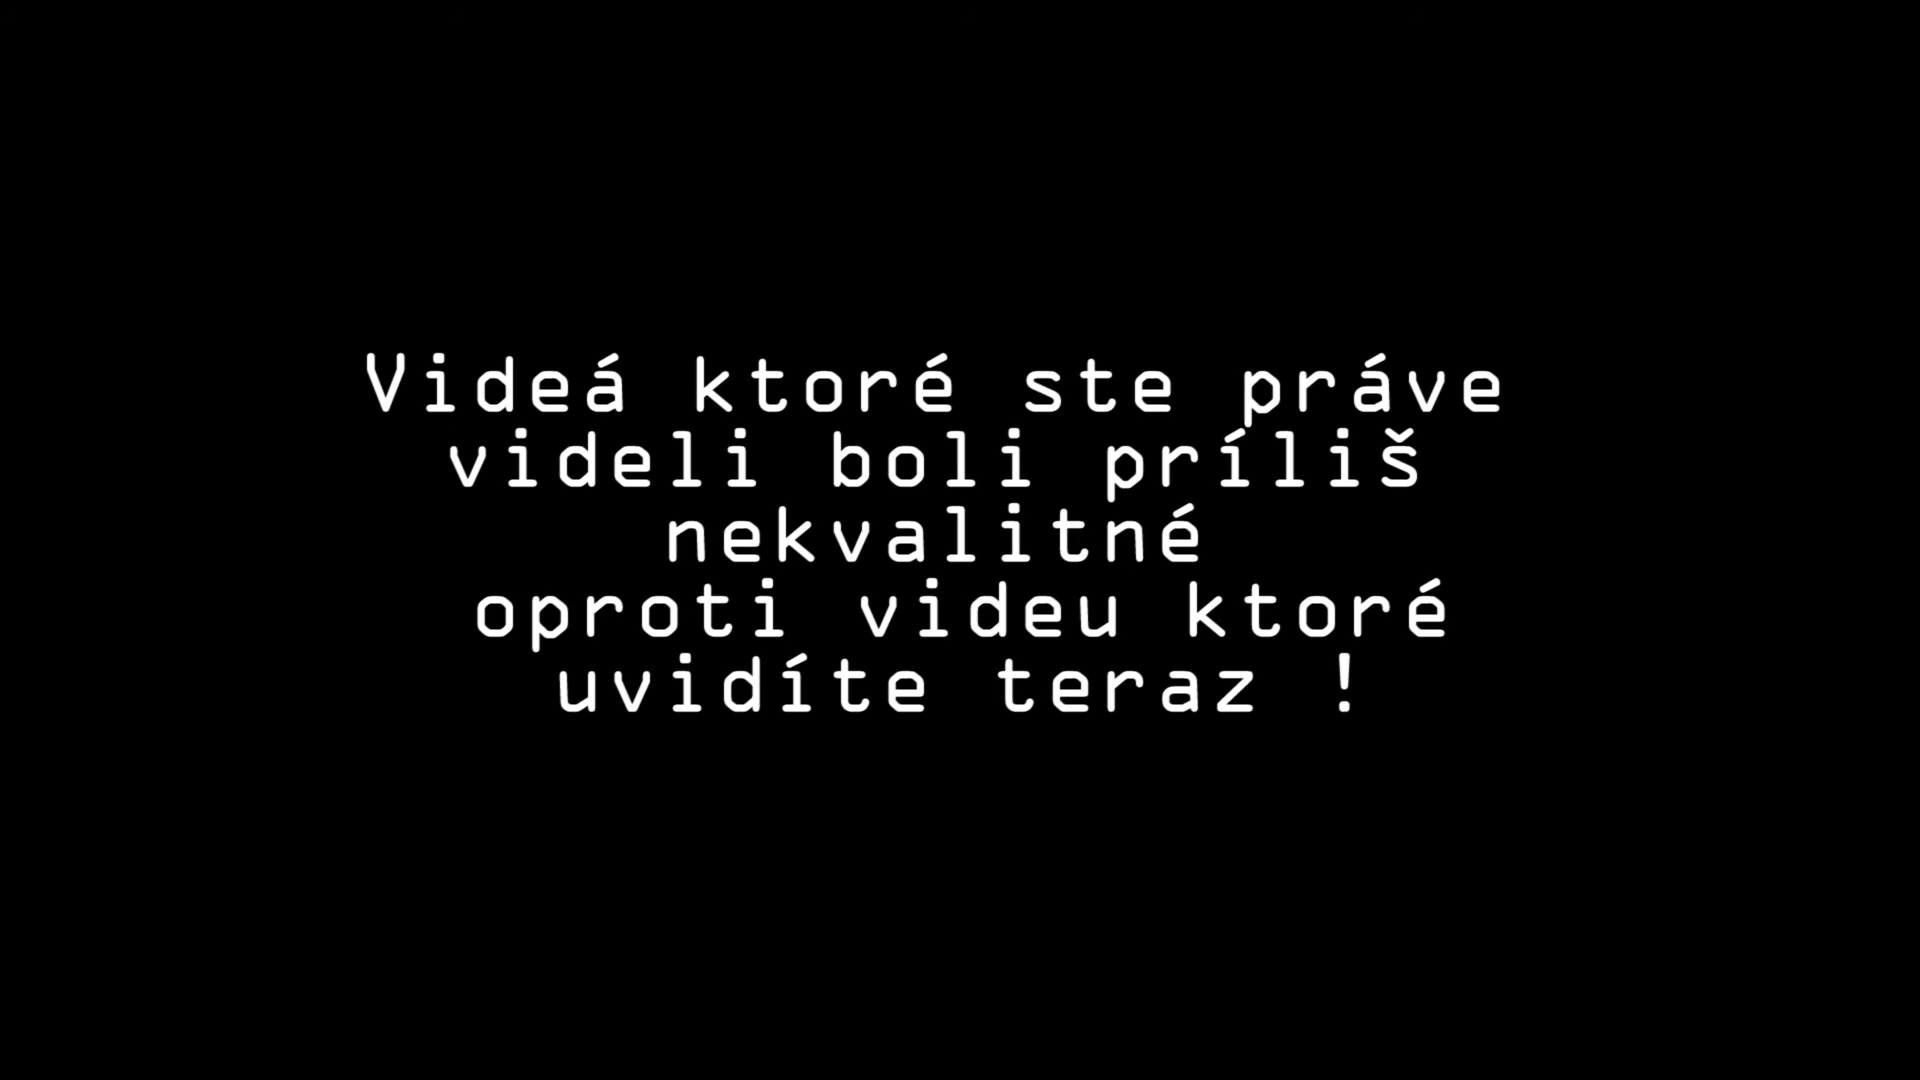 Videá ktoré ste práve
videli boli príliš
nekvalitné
oproti videu ktoré
uvidíte teraz !